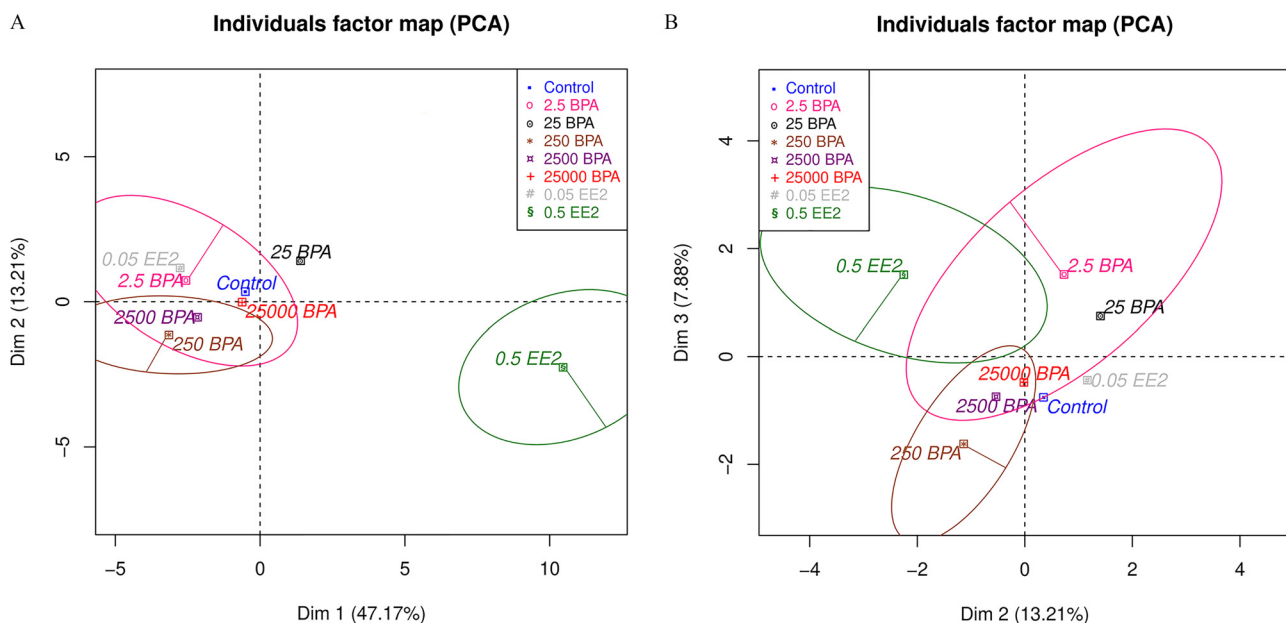 A
Individuals factor map (PCA)
Control
2.5 BPA
25 BPA
250 BPA
2500 BPA
25000 BPA
# 0.05 EE2
§ 0.5 EE2
5
0
−5
Dim 2 (13.21%)
0.05 EE2
2.5 BPA
25 BPA
Control
25000 BPA
2500 BPA
250 BPA
0.5 EE2
−5
0
5
10
Dim 1 (47.17%)
B
Individuals factor map (PCA)
Control
2.5 BPA
25 BPA
250 BPA
2500 BPA
25000 BPA
# 0.05 EE2
§ 0.5 EE2
4
2
0
−2
Dim 3 (7.88%)
0.5 EE2
2.5 BPA
25 BPA
25000 BPA
0.05 EE2
2500 BPA
Control
250 BPA
−4
−2
0
2
4
Dim 2 (13.21%)